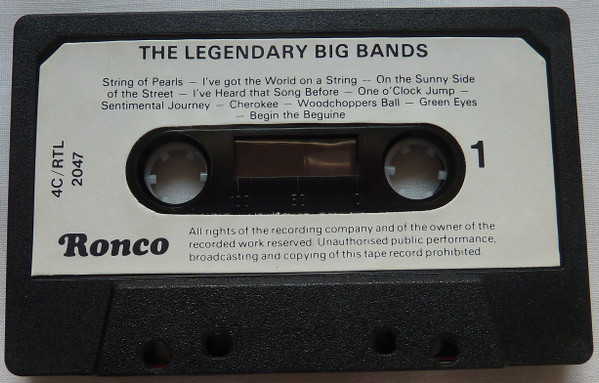 THE LEGENDARY BIG BANDS
String of Pearls — I've got the World on a String — On the Sunny Side
of the Street — I've Heard that Song Before — One o'Clock Jump —
Sentimental Journey — Cherokee — Woodchoppers Ball — Green Eyes
— Begin the Beguine
4C/RTL
2047
1
100 50 0
Ronco
All rights of the recording company and of the owner of the
recorded work reserved. Unauthorised public performance,
broadcasting and copying of this tape record prohibited.